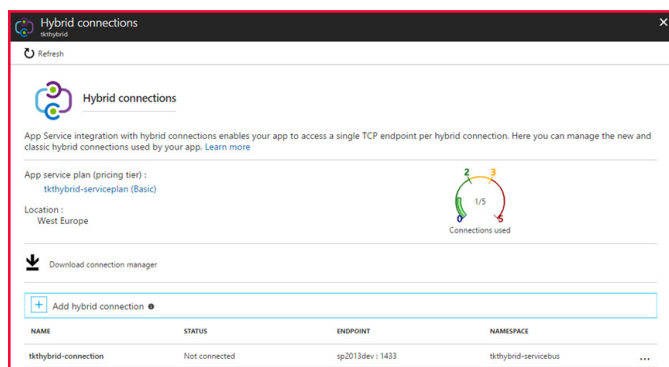 Hybrid connections
tkthybrid
Refresh
Hybrid connections
App Service integration with hybrid connections enables your app to access a single TCP endpoint per hybrid connection. Here you can manage the new and
classic hybrid connections used by your app. Learn more
App service plan (pricing tier) :
tkthybrid-serviceplan (Basic)
Location :
West Europe
2 3
1/5
0 5
Connections used
Download connection manager
Add hybrid connection
NAME STATUS ENDPOINT NAMESPACE
tkthybrid-connection Not connected sp2013dev : 1433 tkthybrid-servicebus ...